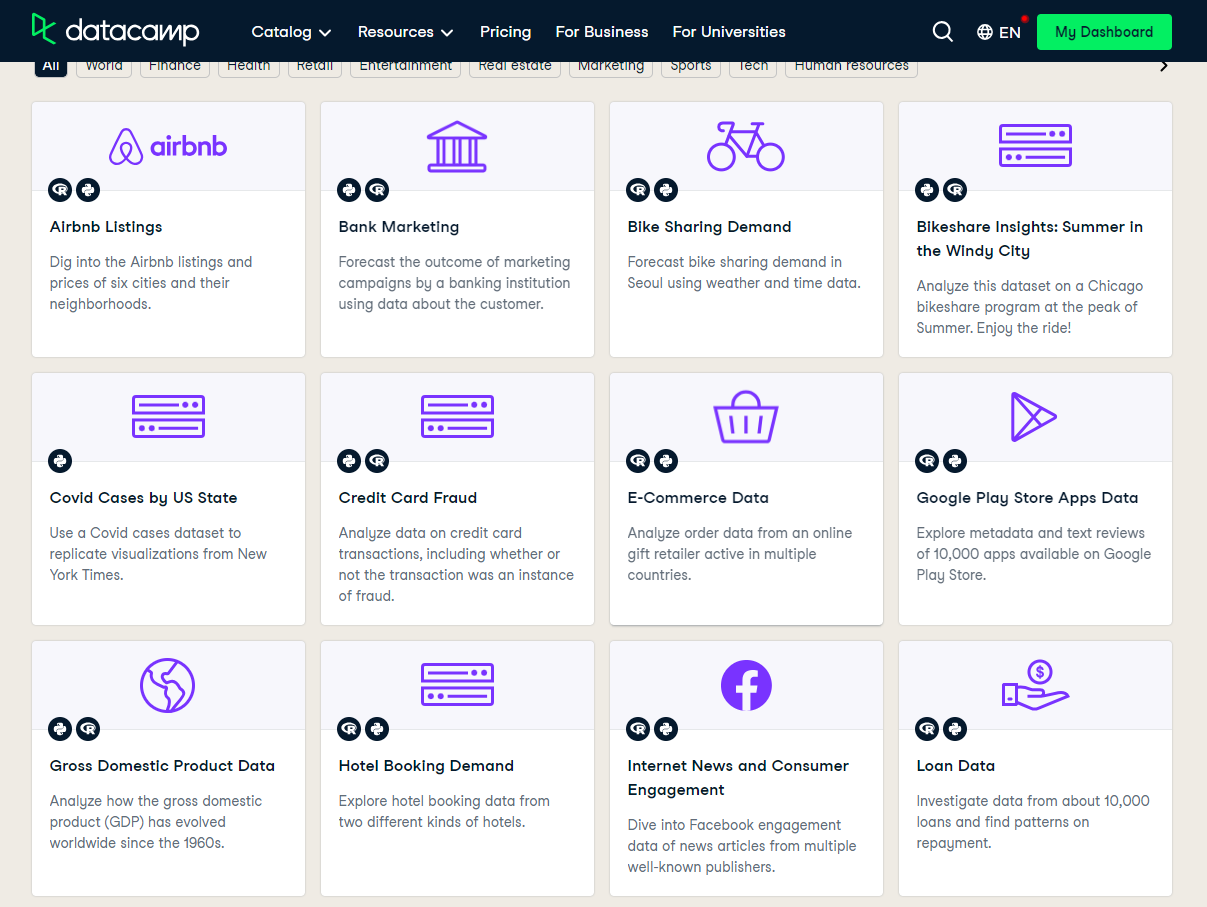 datacamp Catalog Resources Pricing For Business For Universities EN My Dashboard
All World Finance Health Retail Entertainment Real estate Marketing Sports Tech Human resources
airbnb
Airbnb Listings
Dig into the Airbnb listings and
prices of six cities and their
neighborhoods.
Bank Marketing
Forecast the outcome of marketing
campaigns by a banking institution
using data about the customer.
Bike Sharing Demand
Forecast bike sharing demand in
Seoul using weather and time data.
Bikeshare Insights: Summer in
the Windy City
Analyze this dataset on a Chicago
bikeshare program at the peak of
Summer. Enjoy the ride!
Covid Cases by US State
Use a Covid cases dataset to
replicate visualizations from New
York Times.
Credit Card Fraud
Analyze data on credit card
transactions, including whether or
not the transaction was an instance
of fraud.
E-Commerce Data
Analyze order data from an online
gift retailer active in multiple
countries.
Google Play Store Apps Data
Explore metadata and text reviews
of 10,000 apps available on Google
Play Store.
Gross Domestic Product Data
Analyze how the gross domestic
product (GDP) has evolved
worldwide since the 1960s.
Hotel Booking Demand
Explore hotel booking data from
two different kinds of hotels.
Internet News and Consumer
Engagement
Dive into Facebook engagement
data of news articles from multiple
well-known publishers.
Loan Data
Investigate data from about 10,000
loans and find patterns on
repayment.